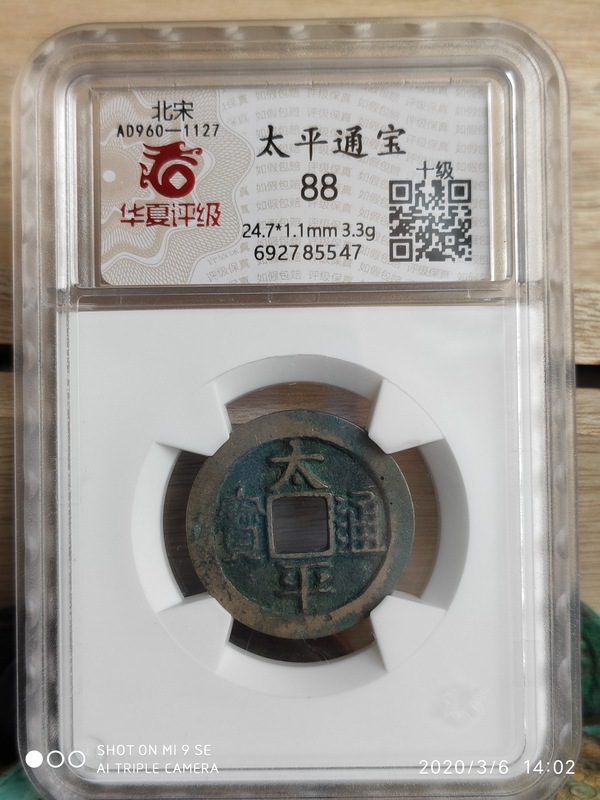 北宋
AD960—1127
华夏评级
太平通宝
88
十级
24.7*1.1mm 3.3g
6927855​47
太
平
通
寶
SHOT ON MI 9 SE
AI TRIPLE CAMERA
2020/3/6 14:02